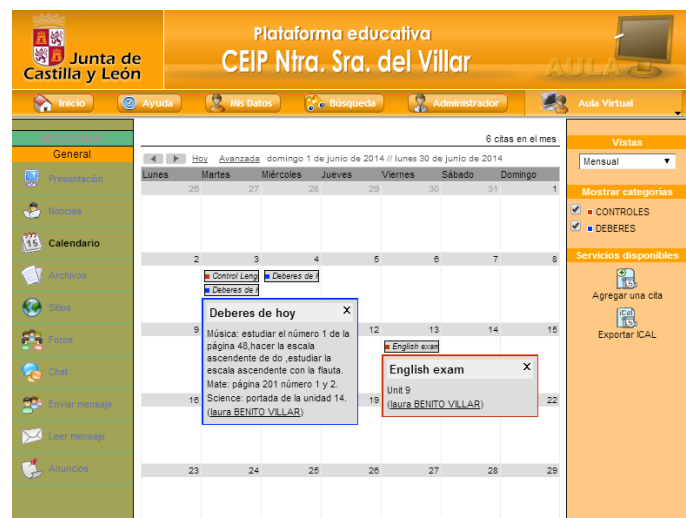 Junta de
Castilla y León
Plataforma educativa
CEIP Ntra. Sra. del Villar
AULA
Inicio
Ayuda
Mis Datos
Búsqueda
Administrador
Aula Virtual
General
Presentación
Noticias
Calendario
Archivos
Sitios
Foros
Chat
Enviar mensaje
Leer mensaje
Anuncios
6 citas en el mes
Hoy Avanzada domingo 1 de junio de 2014 // lunes 30 de junio de 2014
Lunes Martes Miércoles Jueves Viernes Sábado Domingo
26 27 28 29 30 31 1
2 3 4 5 6 7 8
Control Leng Deberes de h
Deberes de h
9 12 13 14 15
English exam
Deberes de hoy X
Música: estudiar el número 1 de la
página 48,hacer la escala
ascendente de do ,estudiar la
escala ascendente con la flauta.
Mate: página 201 número 1 y 2.
Science: portada de la unidad 14.
(laura BENITO VILLAR)
English exam X
Unit 9
(laura BENITO VILLAR)
16 19 22
23 24 25 26 27 28 29
Vistas
Mensual
Mostrar categorías
CONTROLES
DEBERES
Servicios disponibles
Agregar una cita
iCal
Exportar ICAL